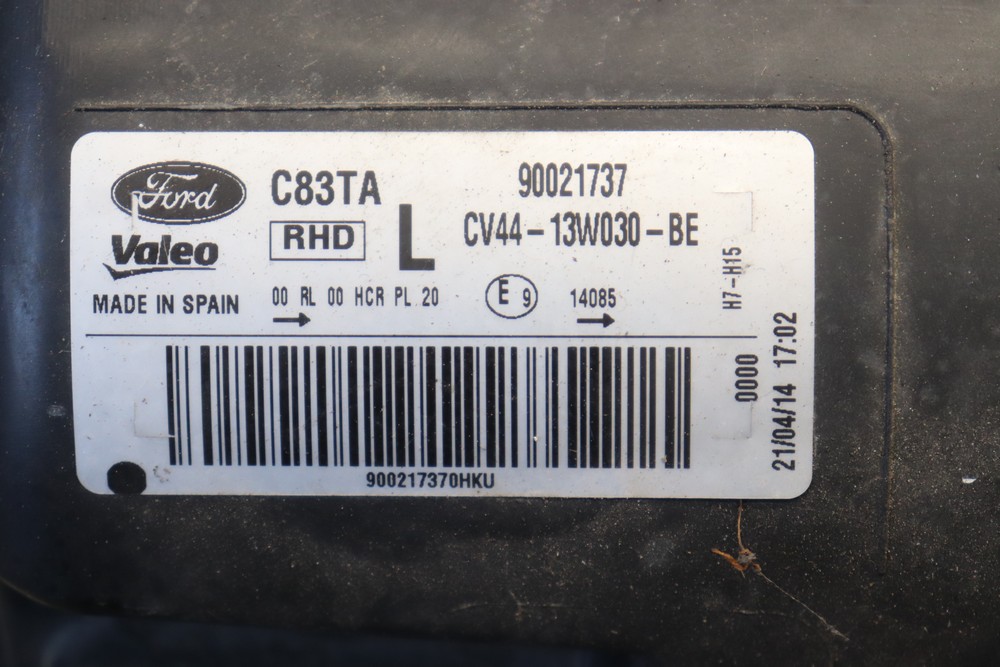 Ford
C83TA
90021737
Valeo
RHD
L
CV44-13W030-BE
MADE IN SPAIN
00 RL 00 HCR PL 20
E 9
14085
H7-H15
0000
21/04/14 17:02
900217370HKU